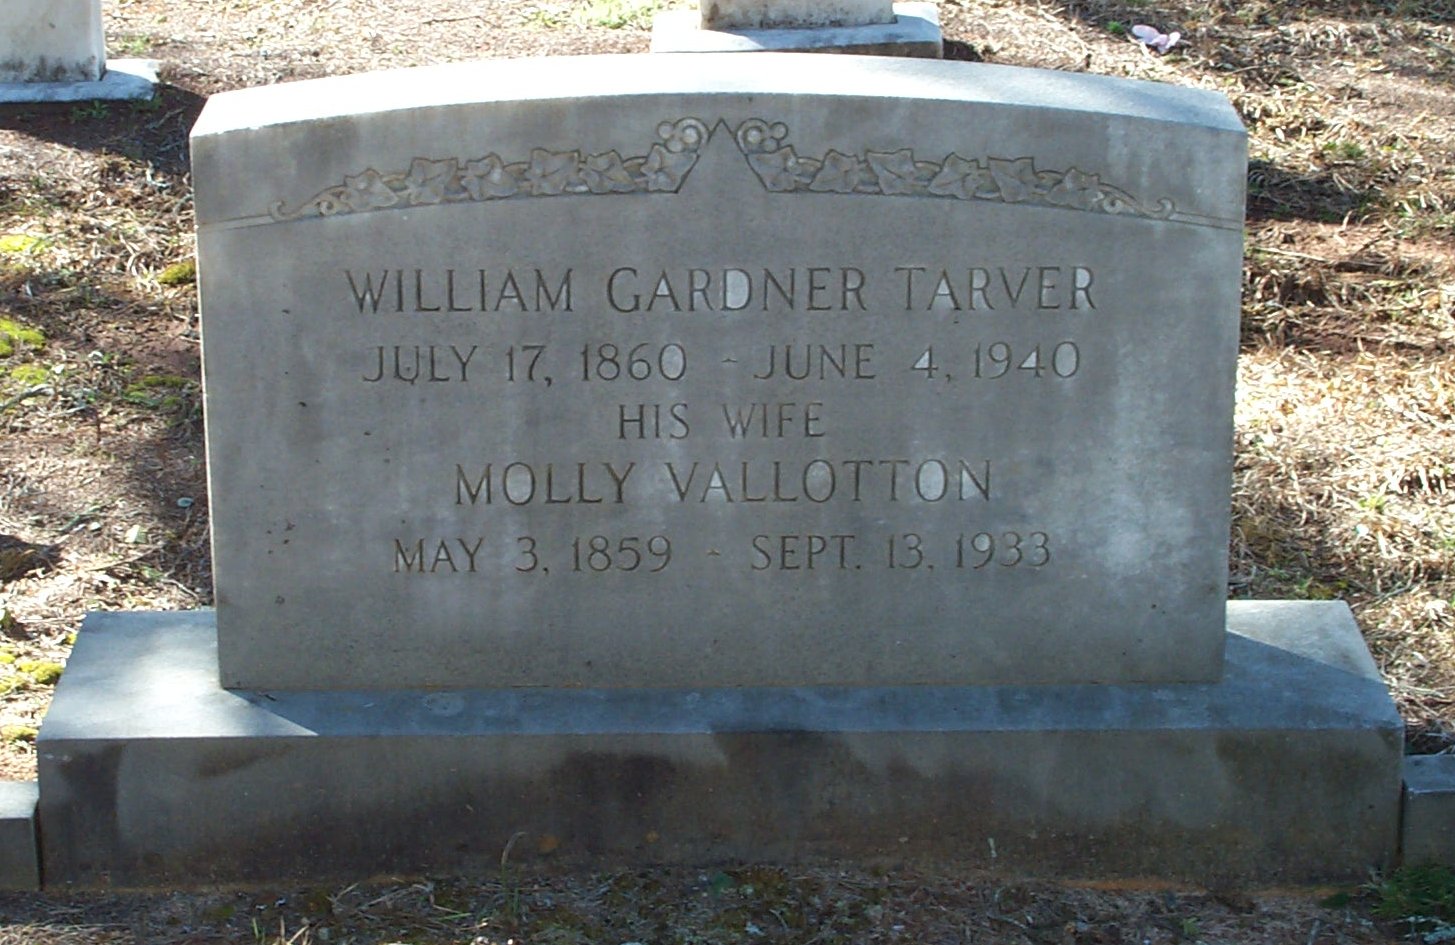 WILLIAM GARDNER TARVER
JULY 17, 1860 - JUNE 4, 1940
HIS WIFE
MOLLY VALLOTTON
MAY 3, 1859 - SEPT. 13, 1933